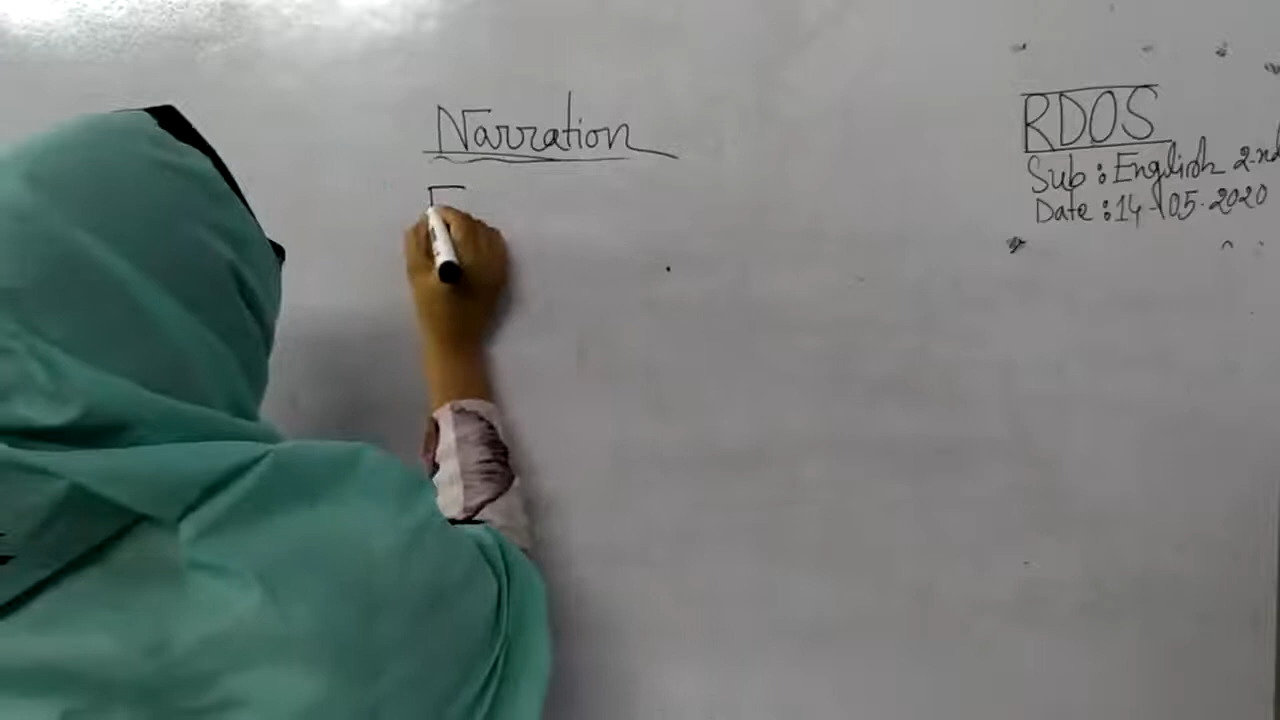 Narration
RDOS
Sub : English 2nd
Date : 14-05-2020